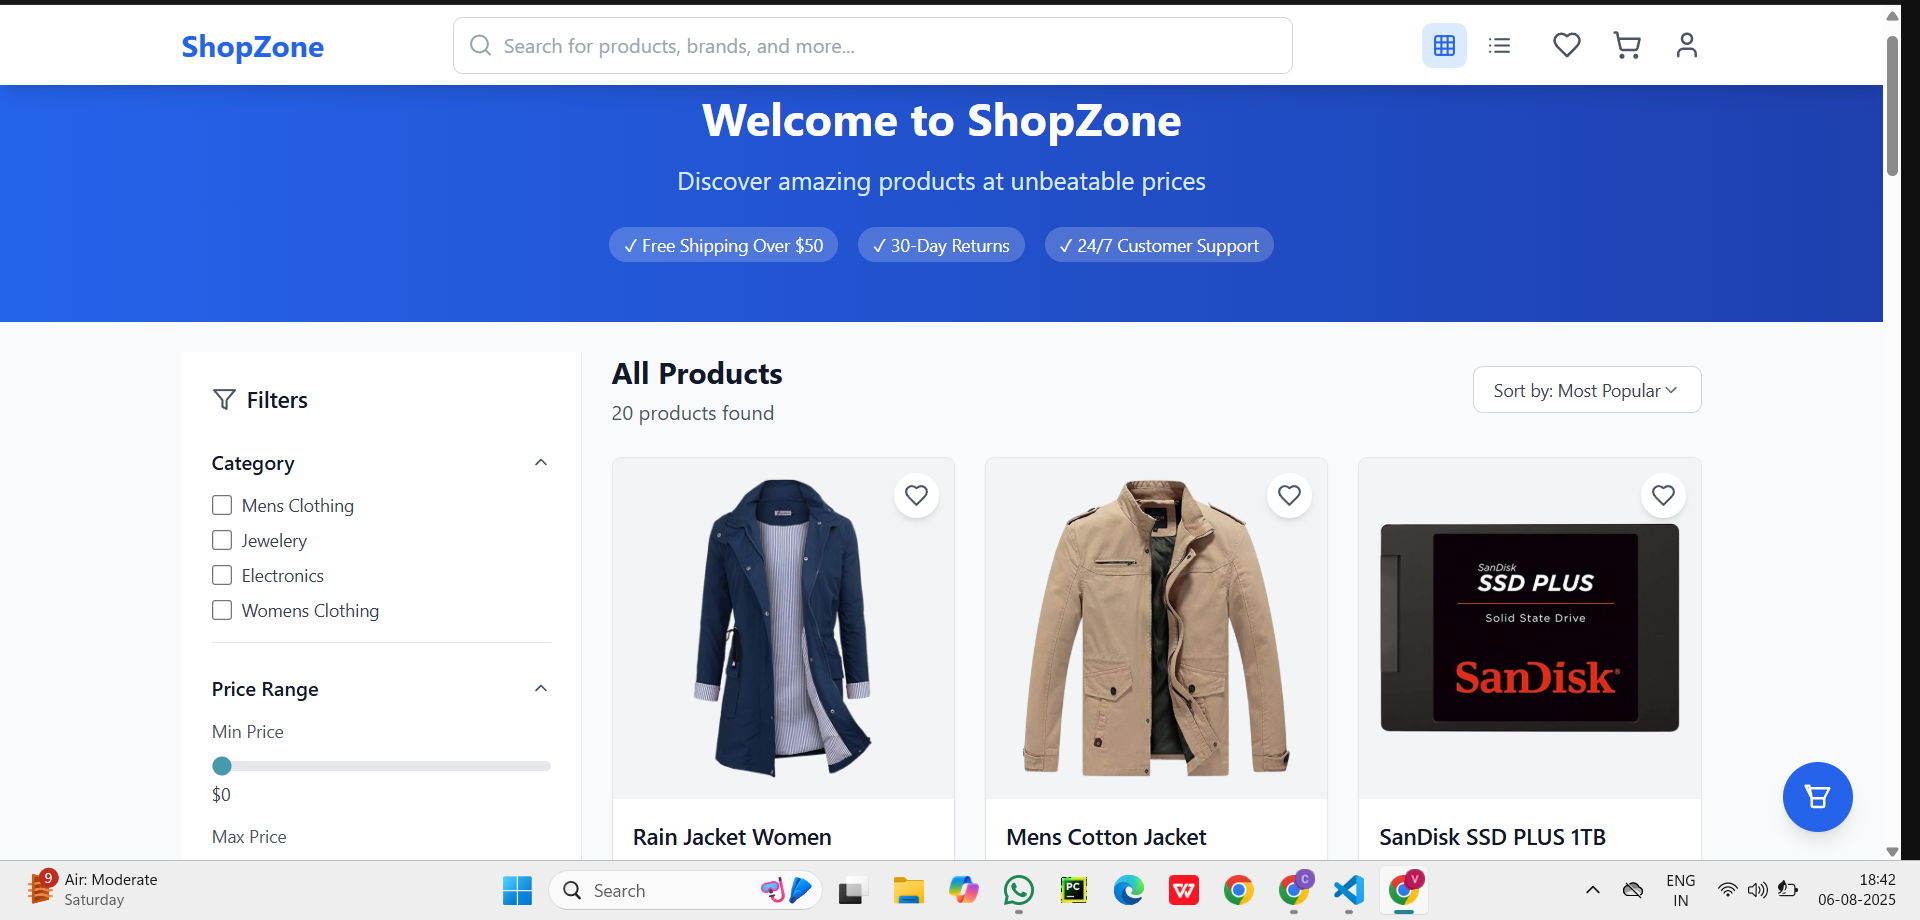 ShopZone
Search for products, brands, and more...
Welcome to ShopZone
Discover amazing products at unbeatable prices
✓ Free Shipping Over $50
✓ 30-Day Returns
✓ 24/7 Customer Support
Filters
Category
Mens Clothing
Jewelery
Electronics
Womens Clothing
Price Range
Min Price
$0
Max Price
All Products
20 products found
Sort by: Most Popular
SanDisk
SSD PLUS
Solid State Drive
SanDisk
Rain Jacket Women
Mens Cotton Jacket
SanDisk SSD PLUS 1TB
9
Air: Moderate
Saturday
Search
PC
W
C
V
ENG
IN
18:42
06-08-2025